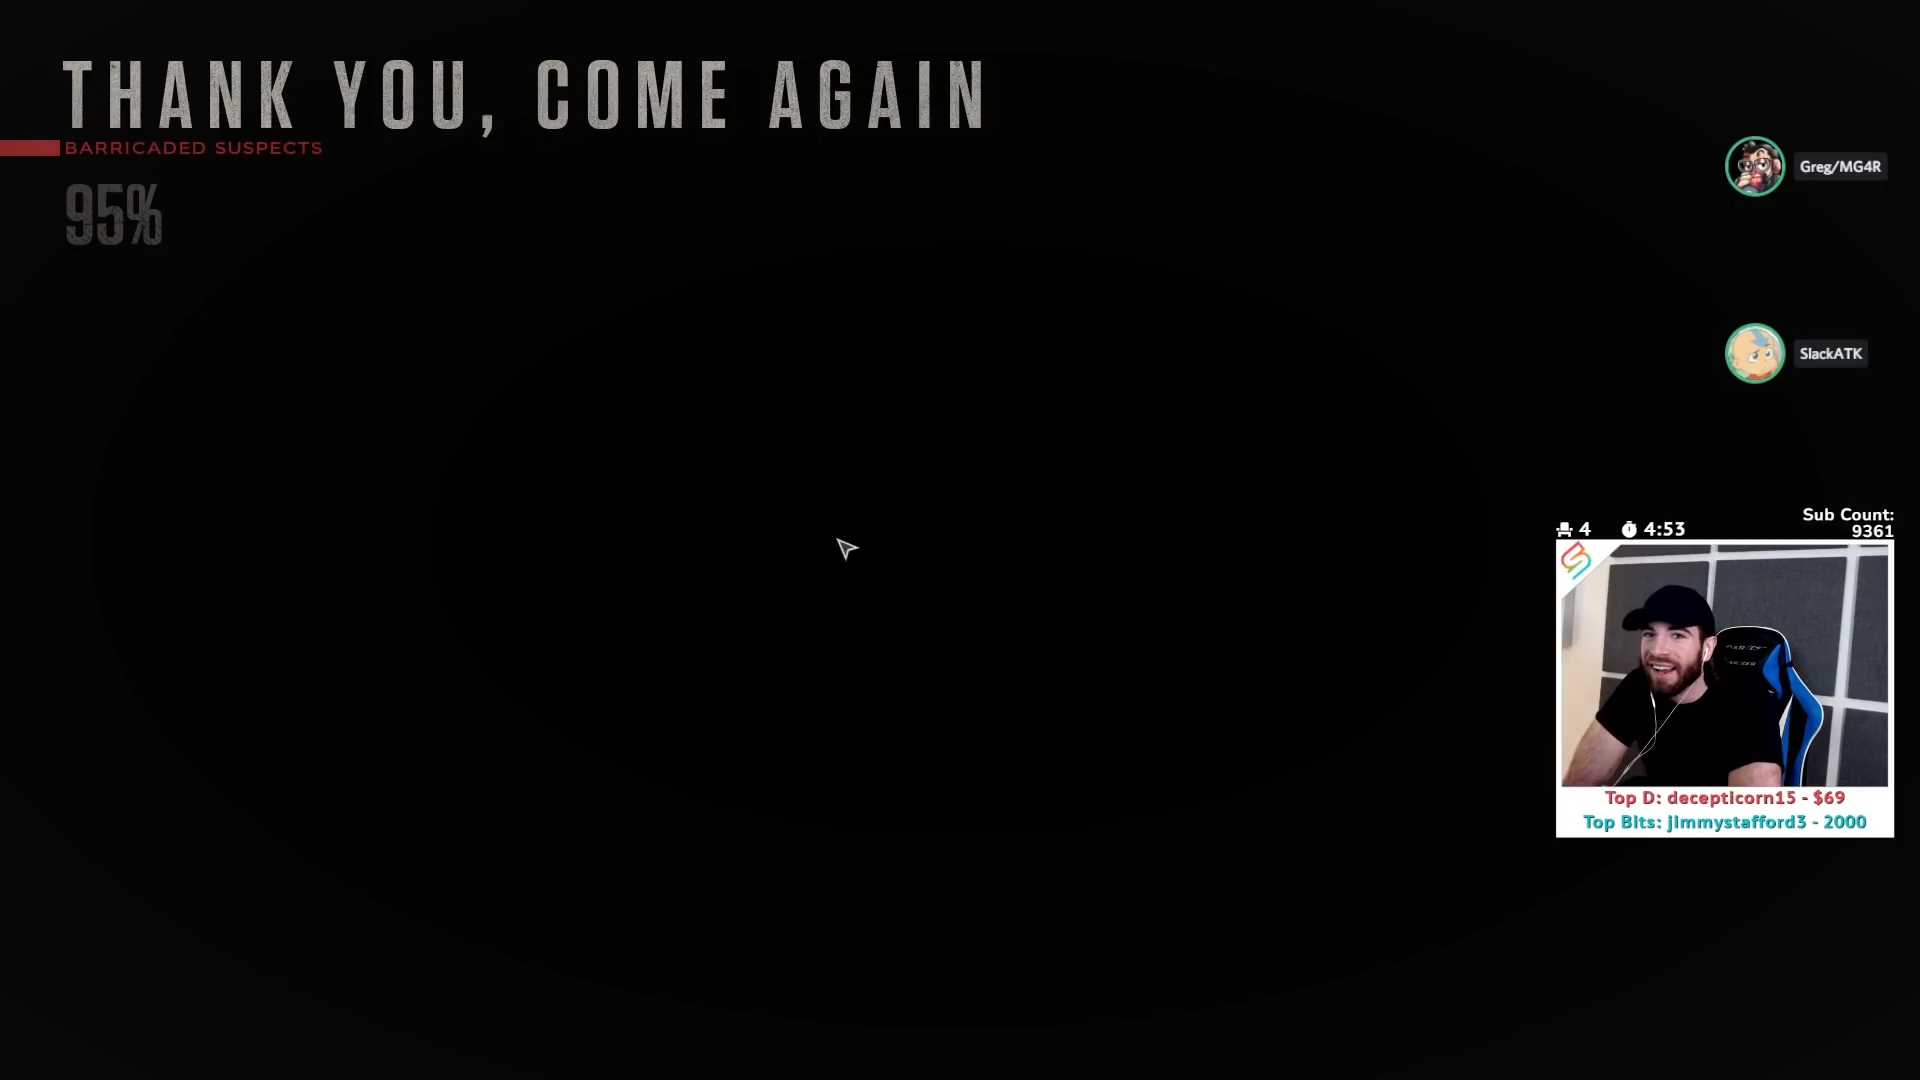 THANK YOU, COME AGAIN
BARRICADED SUSPECTS
95%
Greg/MG4R
SlackATK
4 4:53 Sub Count:
9361
Top D: decepticorn15 - $69
Top Bits: jimmystafford3 - 2000